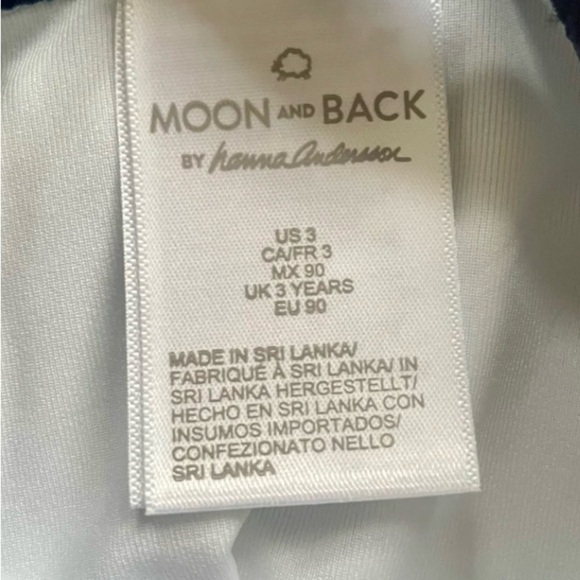 MOON AND BACK
BY hanna Andersson
US 3
CA/FR 3
MX 90
UK 3 YEARS
EU 90
MADE IN SRI LANKA/
FABRIQUÉ À SRI LANKA/ IN
SRI LANKA HERGESTELLT/
HECHO EN SRI LANKA CON
INSUMOS IMPORTADOS/
CONFEZIONATO NELLO
SRI LANKA